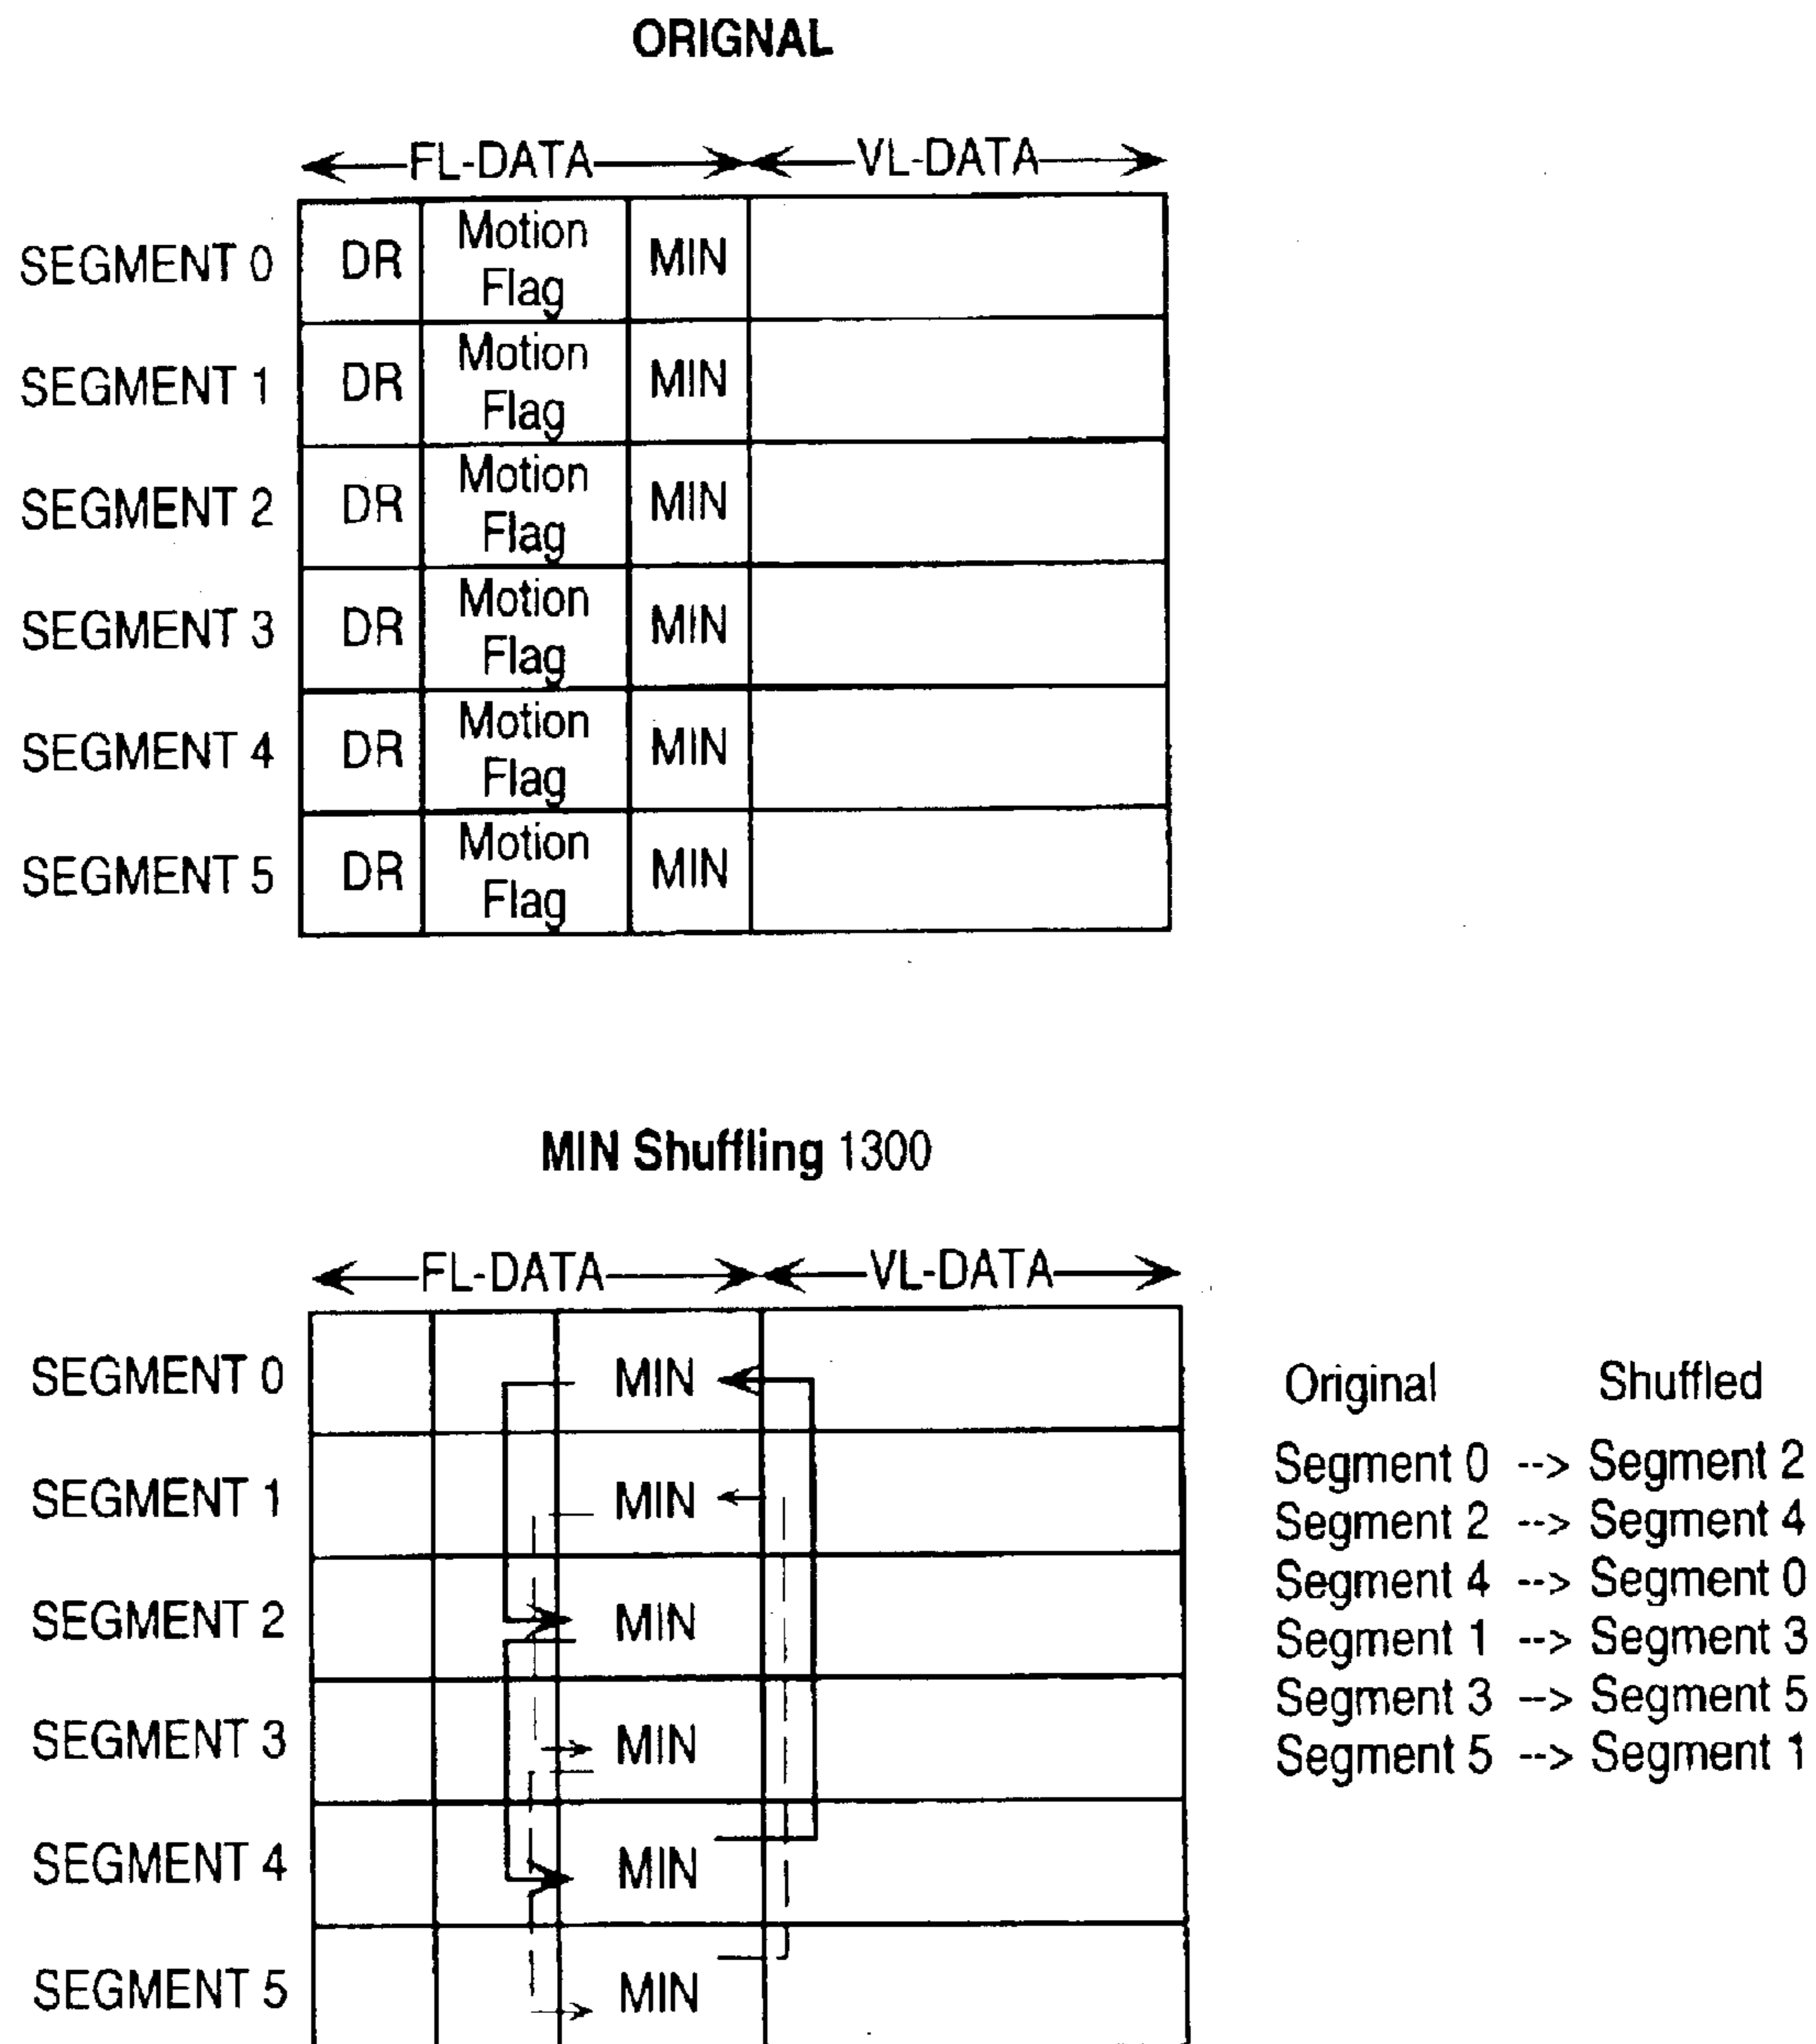 ORIGNAL
FL-DATA VL-DATA
SEGMENT 0 DR Motion Flag MIN
SEGMENT 1 DR Motion Flag MIN
SEGMENT 2 DR Motion Flag MIN
SEGMENT 3 DR Motion Flag MIN
SEGMENT 4 DR Motion Flag MIN
SEGMENT 5 DR Motion Flag MIN
MIN Shuffling 1300
FL-DATA VL-DATA
SEGMENT 0 MIN
SEGMENT 1 MIN
SEGMENT 2 MIN
SEGMENT 3 MIN
SEGMENT 4 MIN
SEGMENT 5 MIN
Original Shuffled
Segment 0 --> Segment 2
Segment 2 --> Segment 4
Segment 4 --> Segment 0
Segment 1 --> Segment 3
Segment 3 --> Segment 5
Segment 5 --> Segment 1